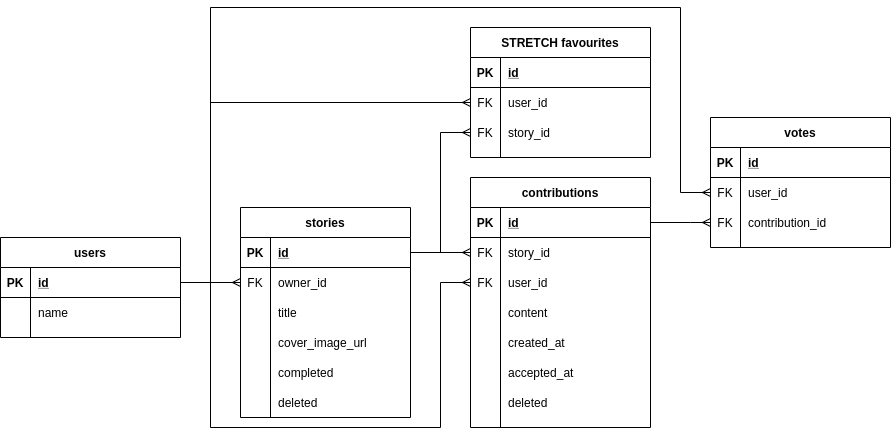 users
PK id
name
stories
PK id
FK owner_id
title
cover_image_url
completed
deleted
STRETCH favourites
PK id
FK user_id
FK story_id
contributions
PK id
FK story_id
FK user_id
content
created_at
accepted_at
deleted
votes
PK id
FK user_id
FK contribution_id